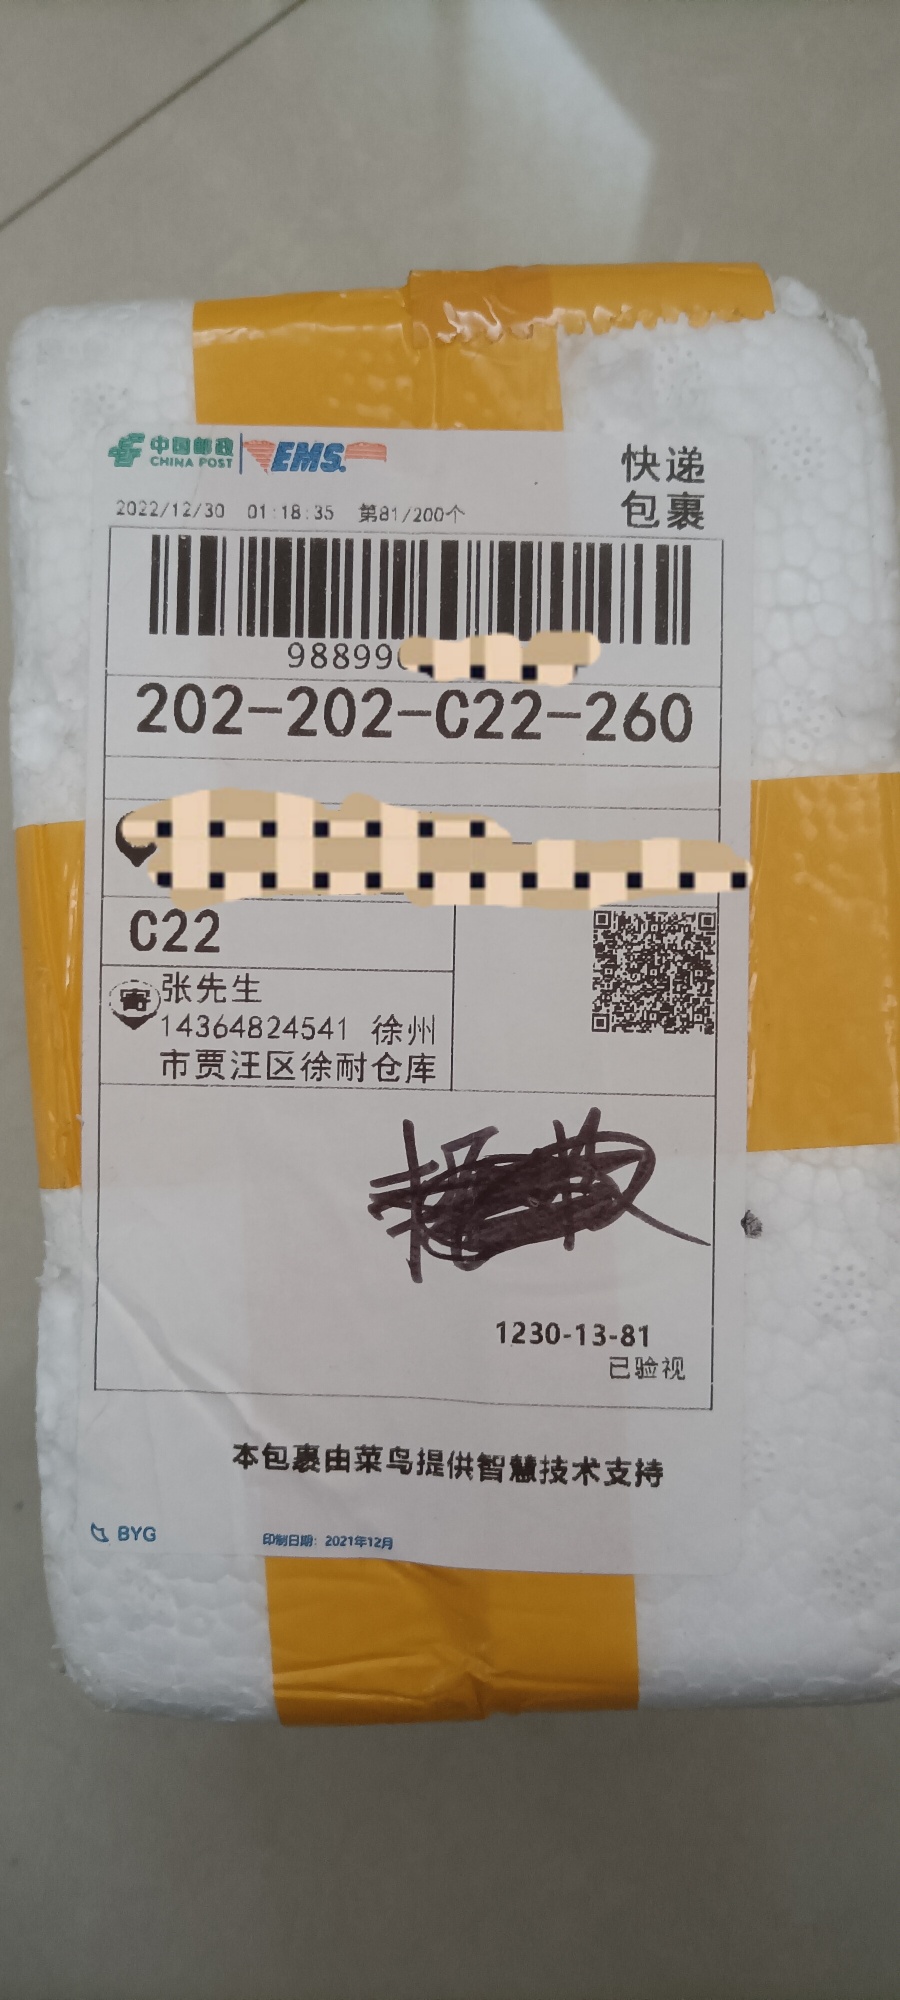 中国邮政 CHINA POST EMS
快递包裹
2022/12/30 01:18:35 第81/200个
98899
202-202-C22-260
C22
寄 张先生
14364824541 徐州
市贾汪区徐耐仓库
1230-13-81
已验视
本包裹由菜鸟提供智慧技术支持
BYG 印制日期：2021年12月